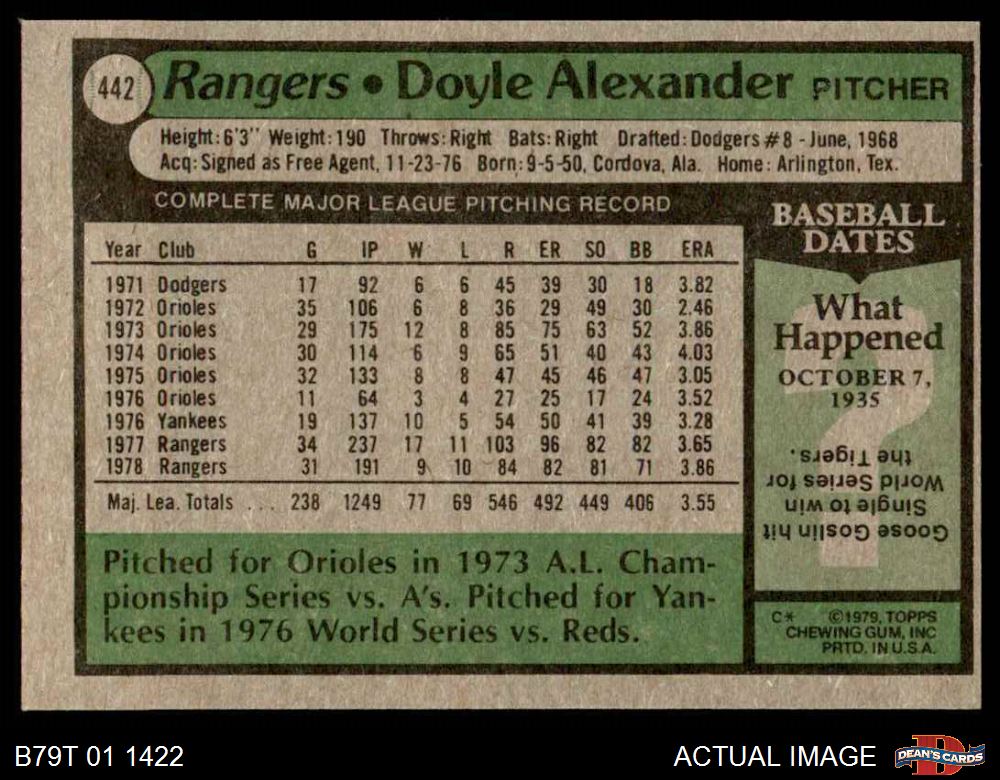 442
Rangers • Doyle Alexander PITCHER
Height: 6'3" Weight: 190 Throws: Right Bats: Right Drafted: Dodgers #8 - June, 1968
Acq: Signed as Free Agent, 11-23-76 Born: 9-5-50, Cordova, Ala. Home: Arlington, Tex.
COMPLETE MAJOR LEAGUE PITCHING RECORD
Year Club G IP W L R ER SO BB ERA
1971 Dodgers 17 92 6 6 45 39 30 18 3.82
1972 Orioles 35 106 6 8 36 29 49 30 2.46
1973 Orioles 29 175 12 8 85 75 63 52 3.86
1974 Orioles 30 114 6 9 65 51 40 43 4.03
1975 Orioles 32 133 8 8 47 45 46 47 3.05
1976 Orioles 11 64 3 4 27 25 17 24 3.52
1976 Yankees 19 137 10 5 54 50 41 39 3.28
1977 Rangers 34 237 17 11 103 96 82 82 3.65
1978 Rangers 31 191 9 10 84 82 81 71 3.86
Maj. Lea. Totals ... 238 1249 77 69 546 492 449 406 3.55
Pitched for Orioles in 1973 A.L. Cham-
pionship Series vs. A's. Pitched for Yan-
kees in 1976 World Series vs. Reds.
BASEBALL
DATES
What
Happened
OCTOBER 7,
1935
?
Goose Goslin hit
Single to win
World Series for
the Tigers.
C* ©1979, TOPPS
CHEWING GUM, INC
PRTD. IN U.S.A.
B79T 01 1422
ACTUAL IMAGE
D
DEAN'S CARDS